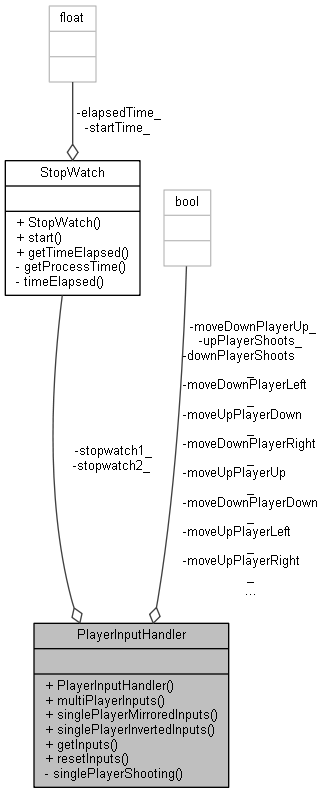 float
-elapsedTime_
-startTime_
StopWatch
+ StopWatch()
+ start()
+ getTimeElapsed()
- getProcessTime()
- timeElapsed()
bool
-moveDownPlayerUp_
-upPlayerShoots_
-downPlayerShoots
_
-moveDownPlayerLeft
_
-moveUpPlayerDown
_
-moveDownPlayerRight
_
-moveUpPlayerUp
_
-moveDownPlayerDown
_
-moveUpPlayerLeft
_
-moveUpPlayerRight
_
...
-stopwatch1_
-stopwatch2_
PlayerInputHandler
+ PlayerInputHandler()
+ multiPlayerInputs()
+ singlePlayerMirroredInputs()
+ singlePlayerInvertedInputs()
+ getInputs()
+ resetInputs()
- singlePlayerShooting()